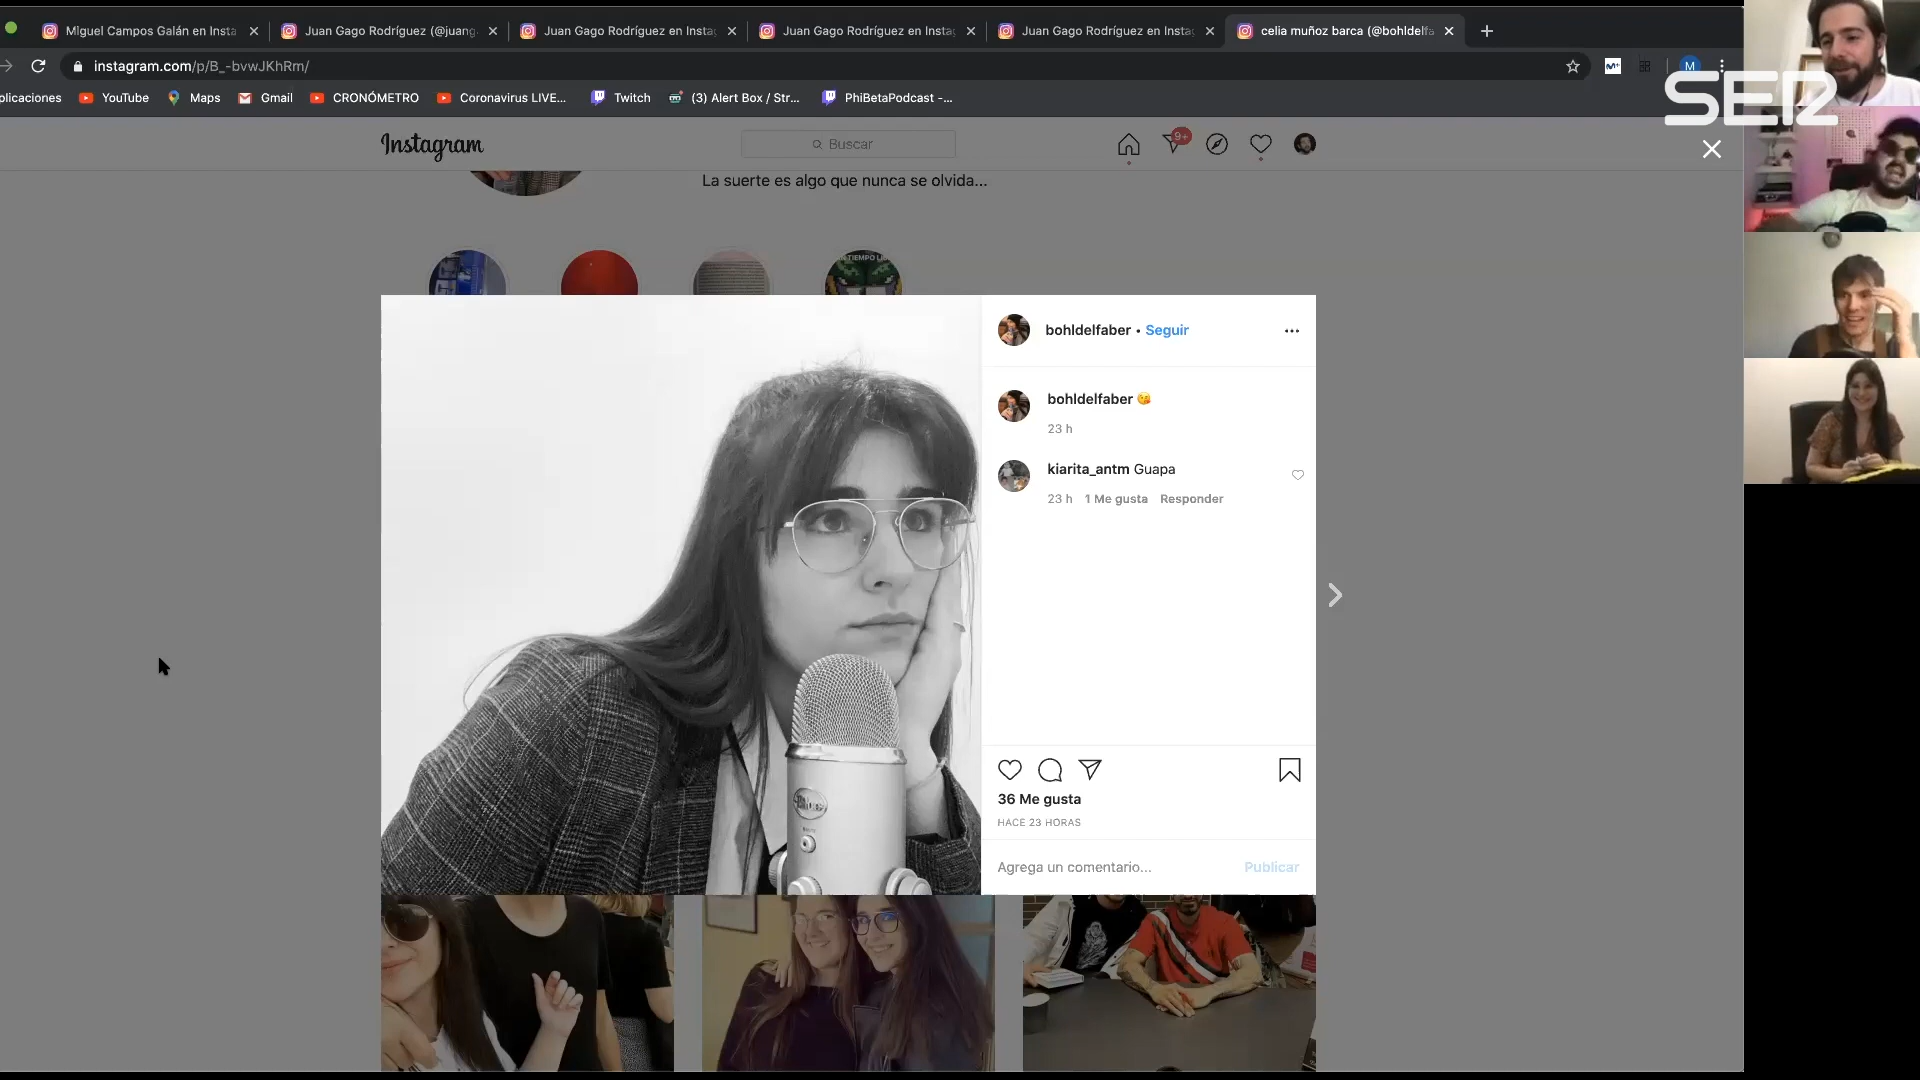 Miguel Campos Galán en Insta
Juan Gago Rodríguez (@juang
Juan Gago Rodríguez en Insta
Juan Gago Rodríguez en Insta
Juan Gago Rodríguez en Insta
celia muñoz barca (@bohldelfa
instagram.com/p/B_-bvwJKhRm/
M
plicaciones
YouTube
Maps
Gmail
CRONÓMETRO
Coronavirus LIVE...
Twitch
(3) Alert Box / Str...
PhiBetaPodcast -...
SER
Instagram
Buscar
9+
La suerte es algo que nunca se olvida...
TIEMPO LI
bohldelfaber • Seguir
bohldelfaber 😘
23 h
kiarita_antm Guapa
23 h 1 Me gusta Responder
36 Me gusta
HACE 23 HORAS
Agrega un comentario... Publicar
Blue